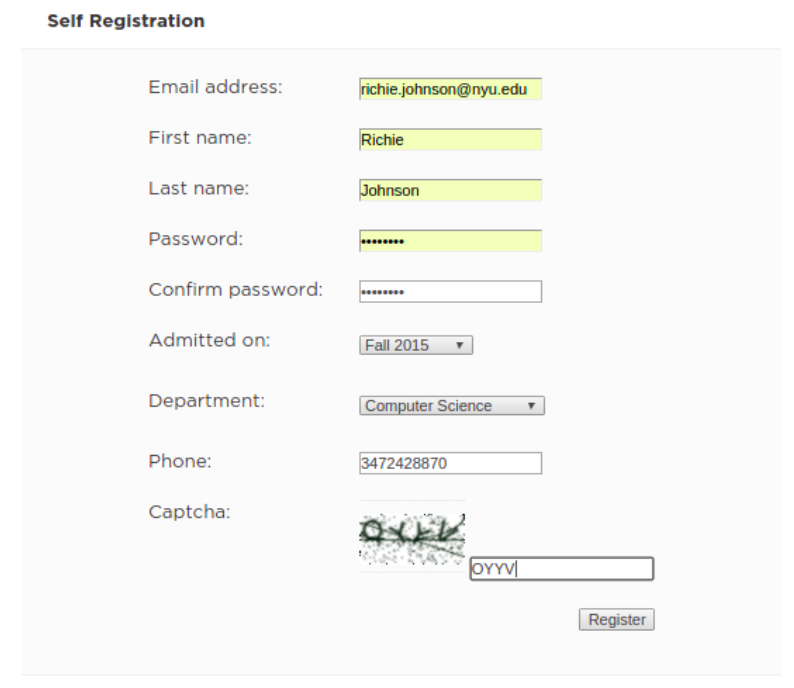 Self Registration
Email address: richie.johnson@nyu.edu
First name: Richie
Last name: Johnson
Password: ••••••••
Confirm password: ••••••••
Admitted on: Fall 2015 ▼
Department: Computer Science ▼
Phone: 3472428870
Captcha:
OYYV
Register